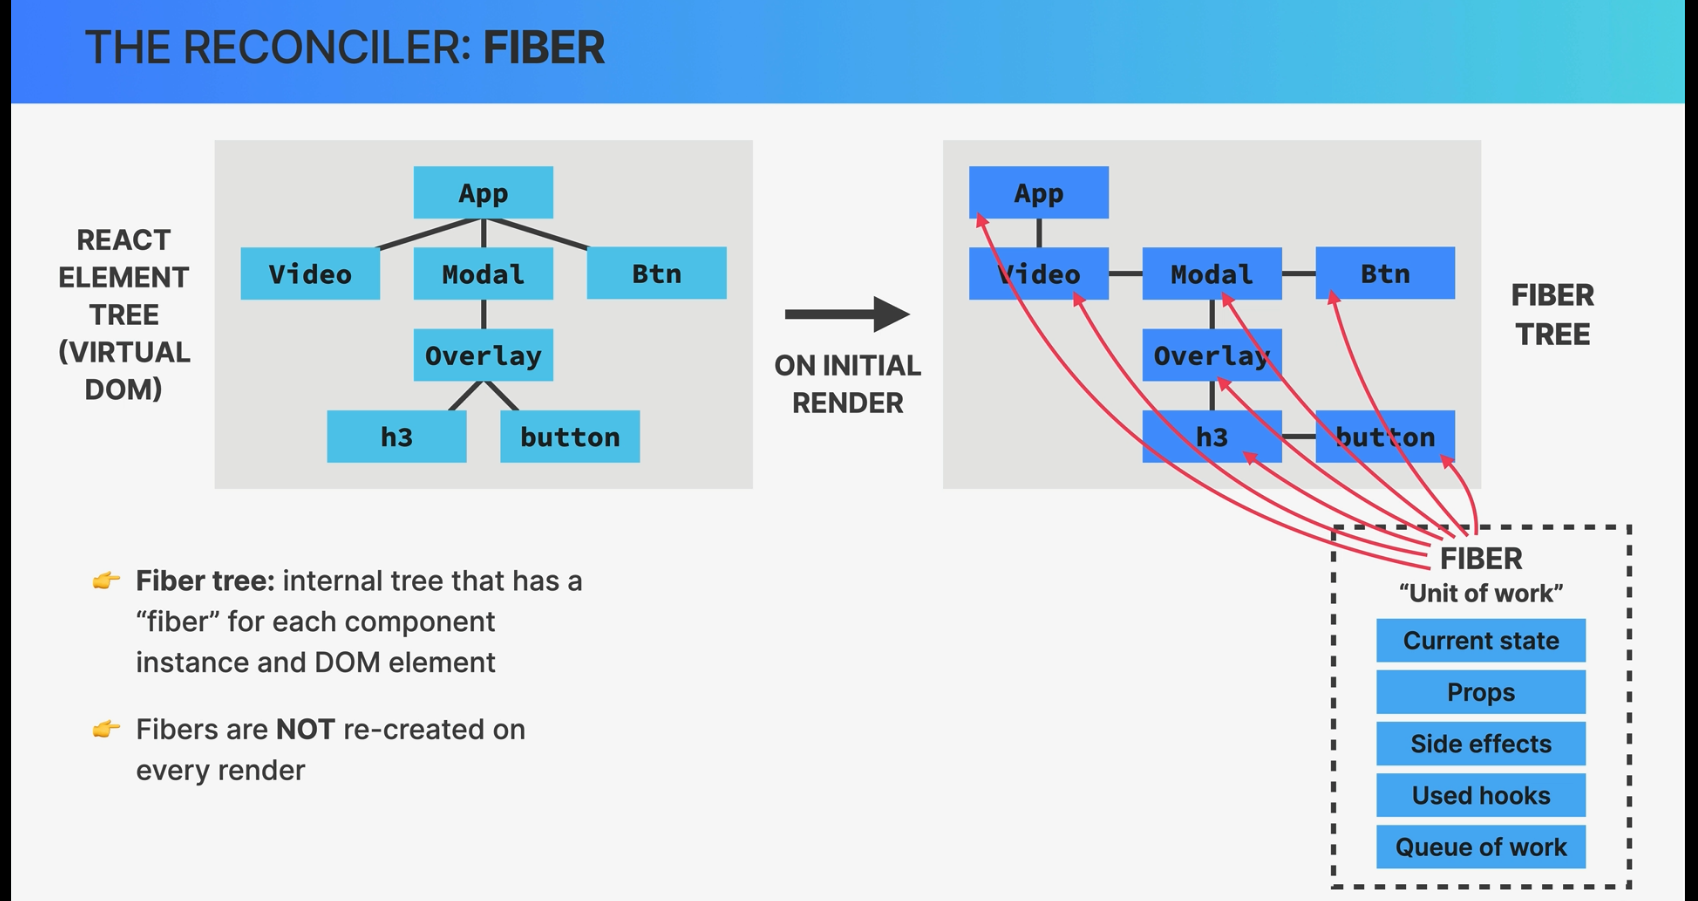 THE RECONCILER: FIBER
REACT
ELEMENT
TREE
(VIRTUAL
DOM)
App
Video Modal Btn
Overlay
h3 button
ON INITIAL
RENDER
App
Video Modal Btn
Overlay
h3 button
FIBER
TREE
👉 Fiber tree: internal tree that has a
“fiber” for each component
instance and DOM element
👉 Fibers are NOT re-created on
every render
FIBER
“Unit of work”
Current state
Props
Side effects
Used hooks
Queue of work